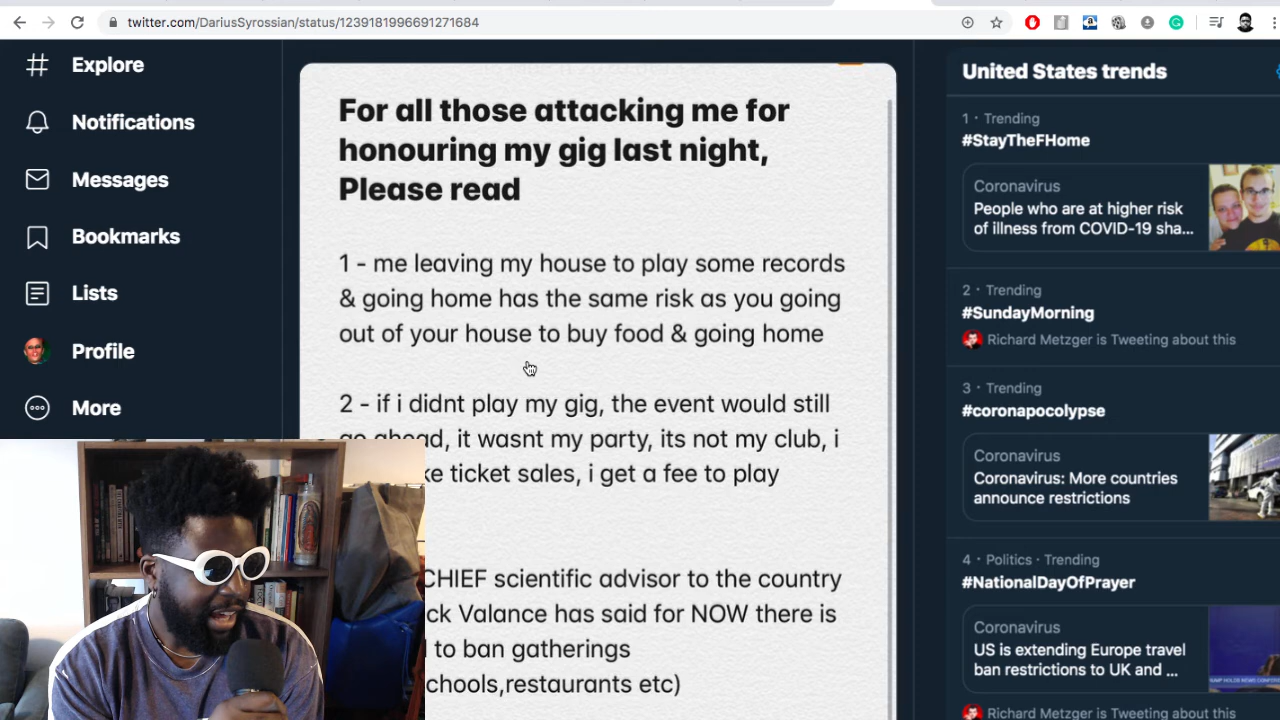 twitter.com/DariusSyrossian/status/1239181996691271684
Explore
Notifications
Messages
Bookmarks
Lists
Profile
More
For all those attacking me for
honouring my gig last night,
Please read
1 - me leaving my house to play some records
& going home has the same risk as you going
out of your house to buy food & going home
2 - if i didnt play my gig, the event would still
go ahead, it wasnt my party, its not my club, i
ke ticket sales, i get a fee to play
CHIEF scientific advisor to the country
ck Valance has said for NOW there is
to ban gatherings
chools,restaurants etc)
United States trends
1 · Trending
#StayTheFHome
Coronavirus
People who are at higher risk
of illness from COVID-19 sha...
2 · Trending
#SundayMorning
Richard Metzger is Tweeting about this
3 · Trending
#coronapocolypse
Coronavirus
Coronavirus: More countries
announce restrictions
4 · Politics · Trending
#NationalDayOfPrayer
Coronavirus
US is extending Europe travel
ban restrictions to UK and ...
Richard Metzger is Tweeting about this